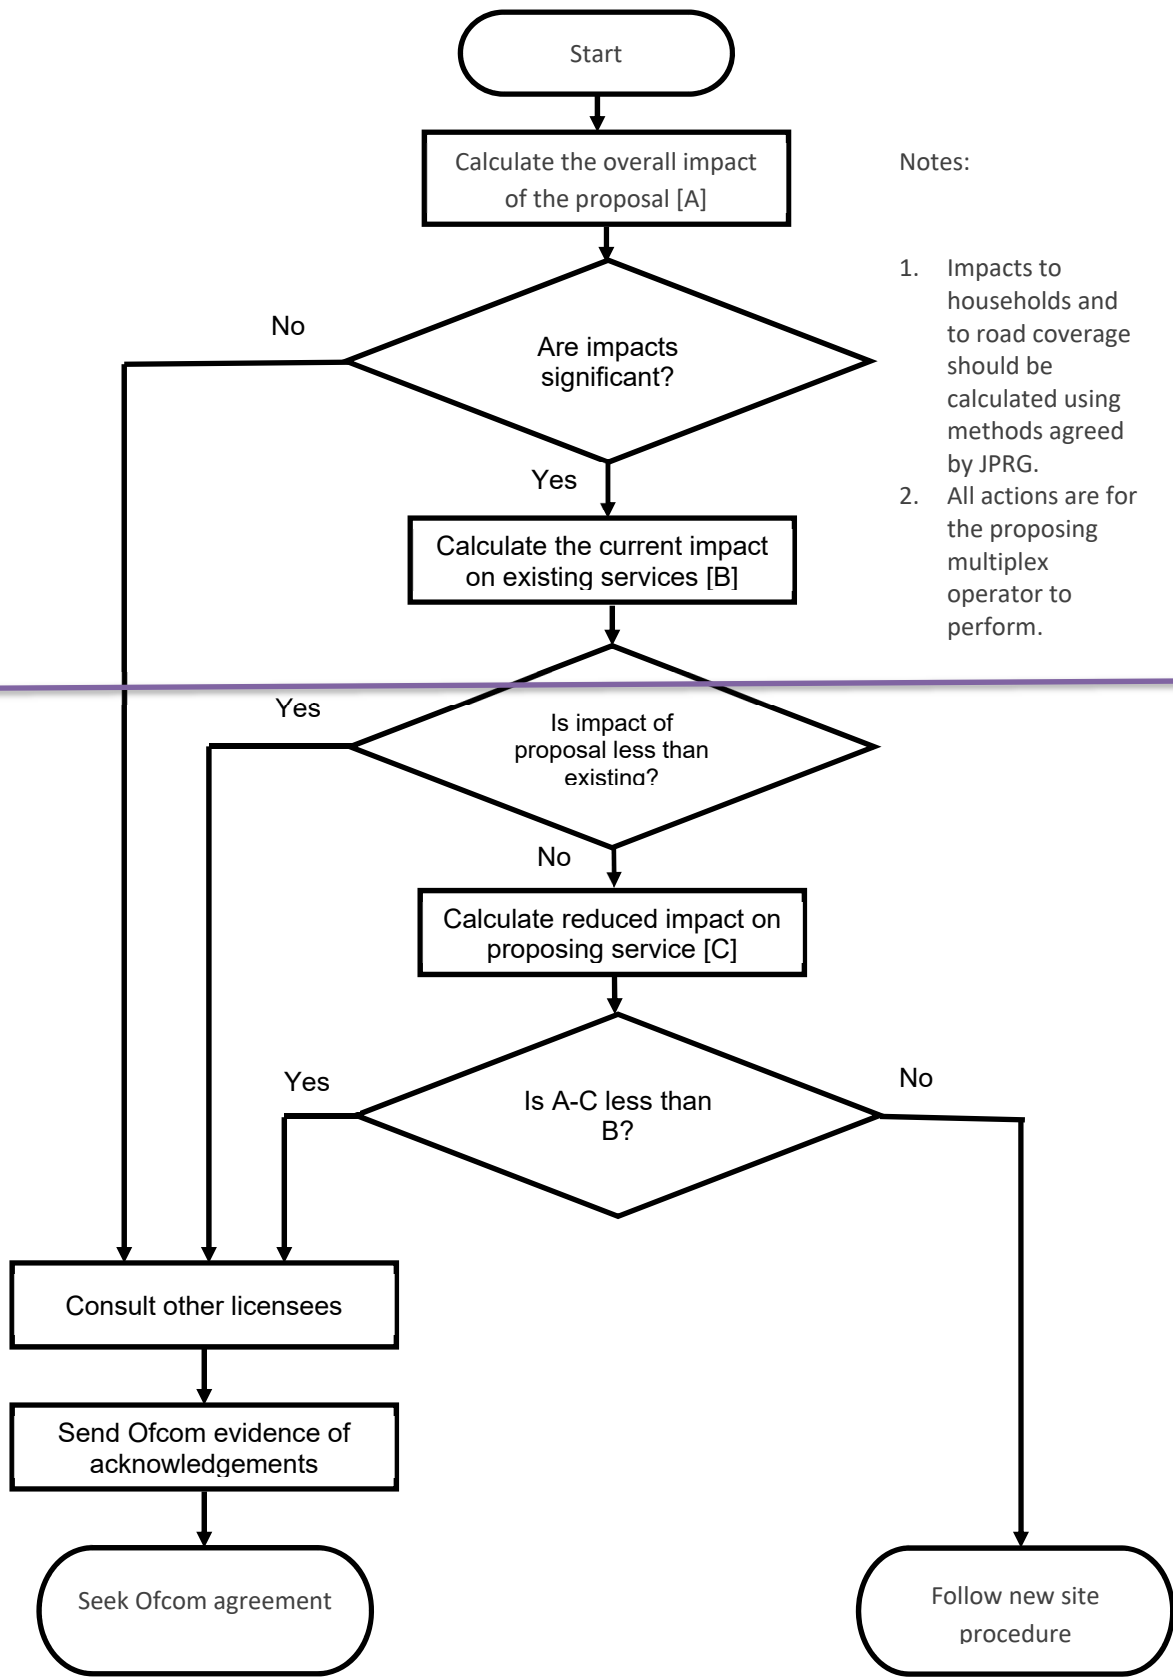 Start
Calculate the overall impact
of the proposal [A]
Notes:
1. Impacts to
households and
to road coverage
should be
calculated using
methods agreed
by JPRG.
2. All actions are for
the proposing
multiplex
operator to
perform.
No
Are impacts
significant?
Yes
Calculate the current impact
on existing services [B]
Yes
Is impact of
proposal less than
existing?
No
Calculate reduced impact on
proposing service [C]
Yes
Is A-C less than
B?
No
Consult other licensees
Send Ofcom evidence of
acknowledgements
Seek Ofcom agreement
Follow new site
procedure